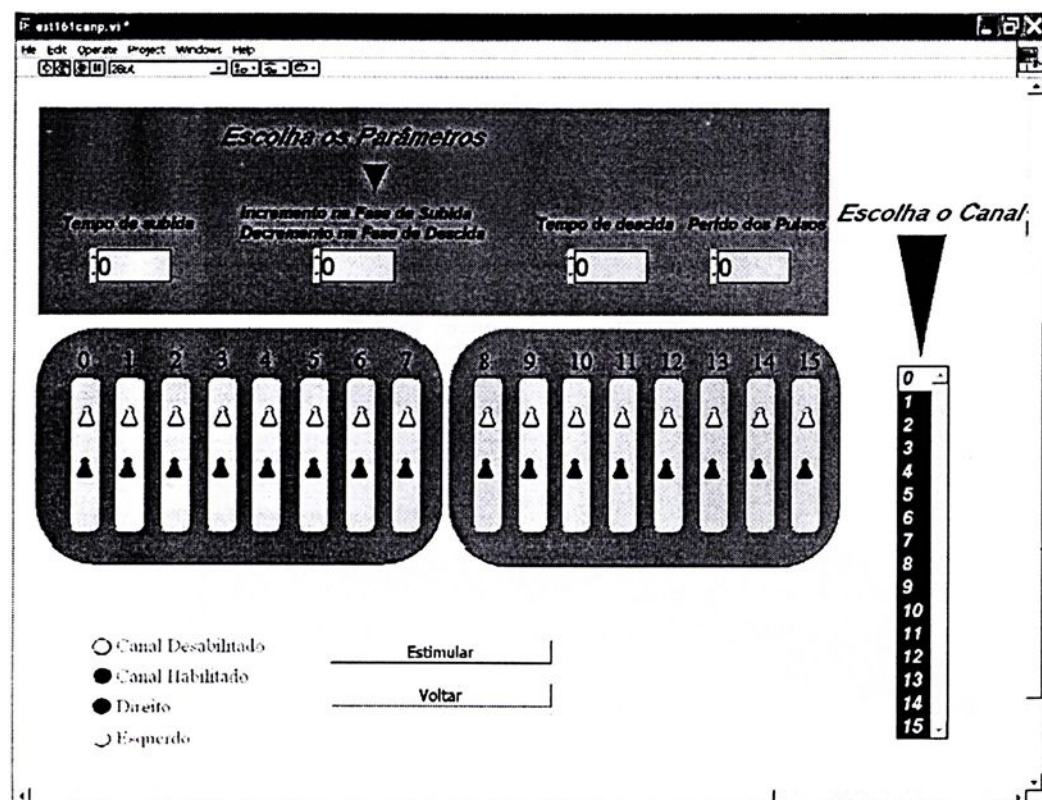 est161canp.vi *
File Edit Operate Project Windows Help
Escolha os Parâmetros
Tempo de subida
Incremento na Fase de Subida
Decremento na Fase de Descida
Tempo de descida
Perído dos Pulsos
0
0
0
0
Escolha o Canal
0 1 2 3 4 5 6 7
8 9 10 11 12 13 14 15
0
1
2
3
4
5
6
7
8
9
10
11
12
13
14
15
Canal Desabilitado
Canal Habilitado
Direito
Esquerdo
Estimular
Voltar